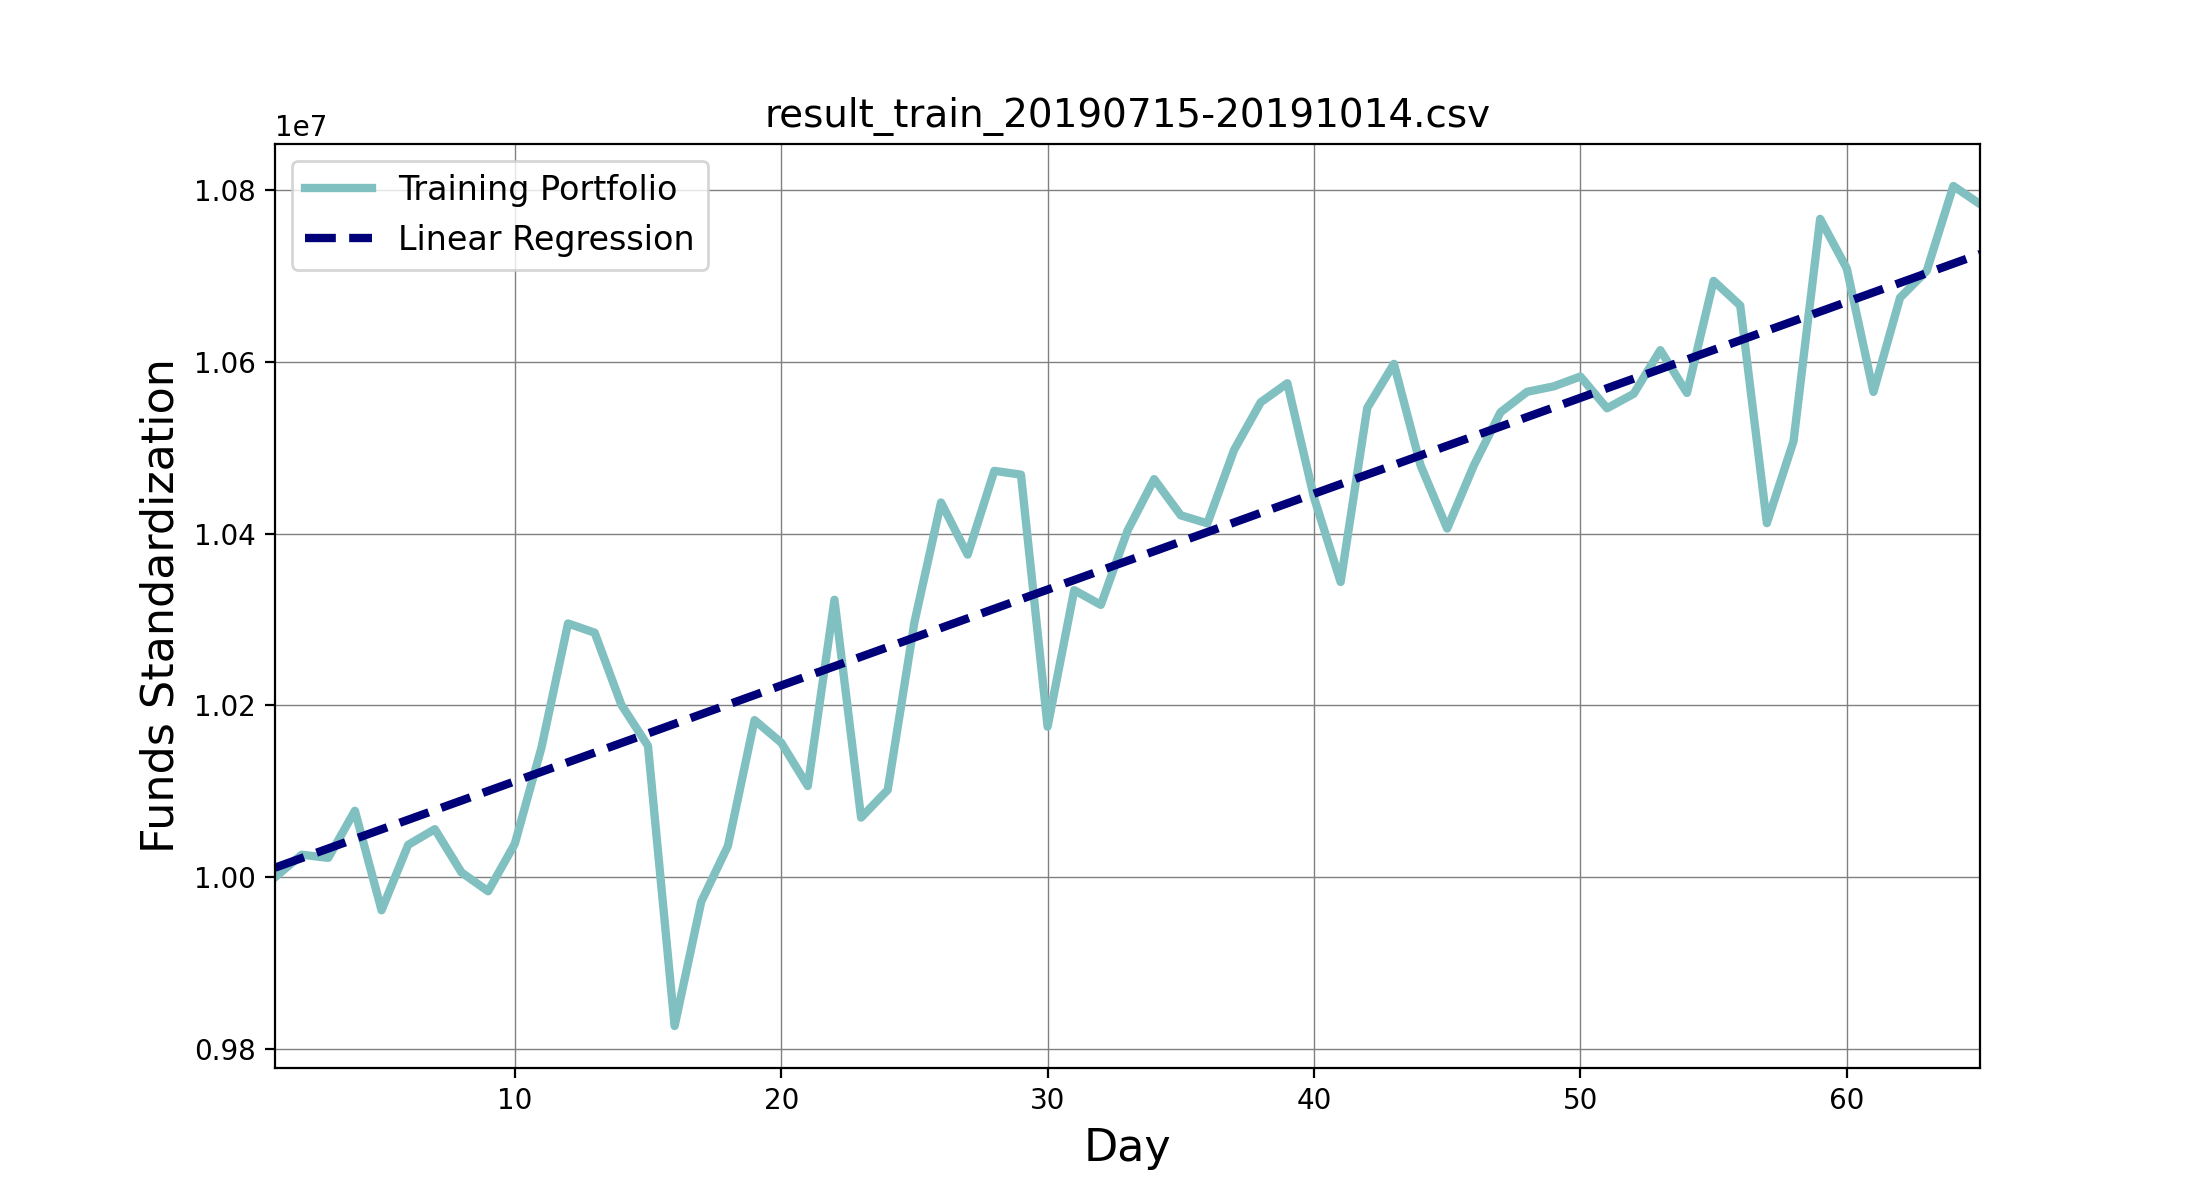 result_train_20190715-20191014.csv
1e7
Training Portfolio
Linear Regression
Funds Standardization
1.08
1.06
1.04
1.02
1.00
0.98
10 20 30 40 50 60
Day